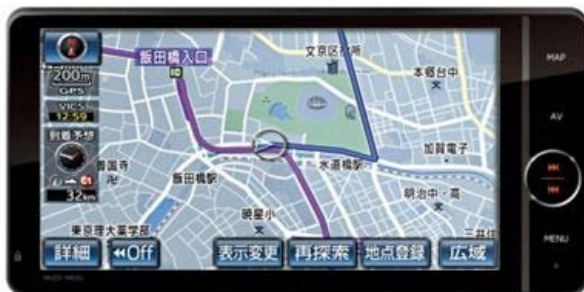 飯田橋入口
文京区役所
本郷台中
MAP
200m
GPS
VICS
12:59
AV
到着予想
加賀電子
善国寺
水道橋駅
飯田橋駅
明治中・高
32km
暁星小
東京理大薬学部
三井住
MENU
詳細
◀◀Off
表示変更
再探索
地点登録
広域